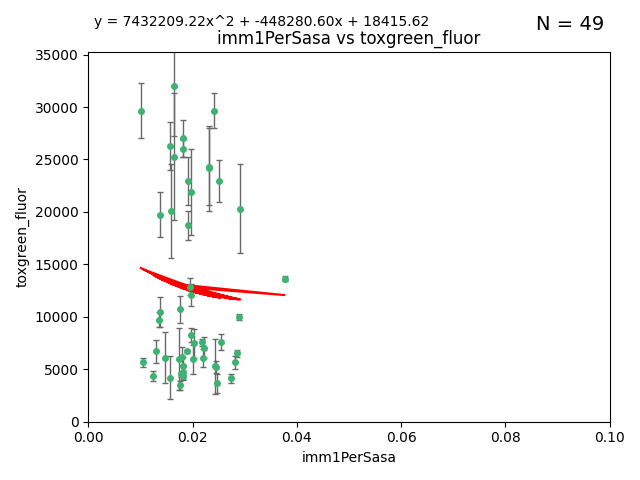 y = 7432209.22x^2 + -448280.60x + 18415.62
N = 49
imm1PerSasa vs toxgreen_fluor
35000
30000
25000
20000
15000
10000
5000
0
toxgreen_fluor
0.00 0.02 0.04 0.06 0.08 0.10
imm1PerSasa